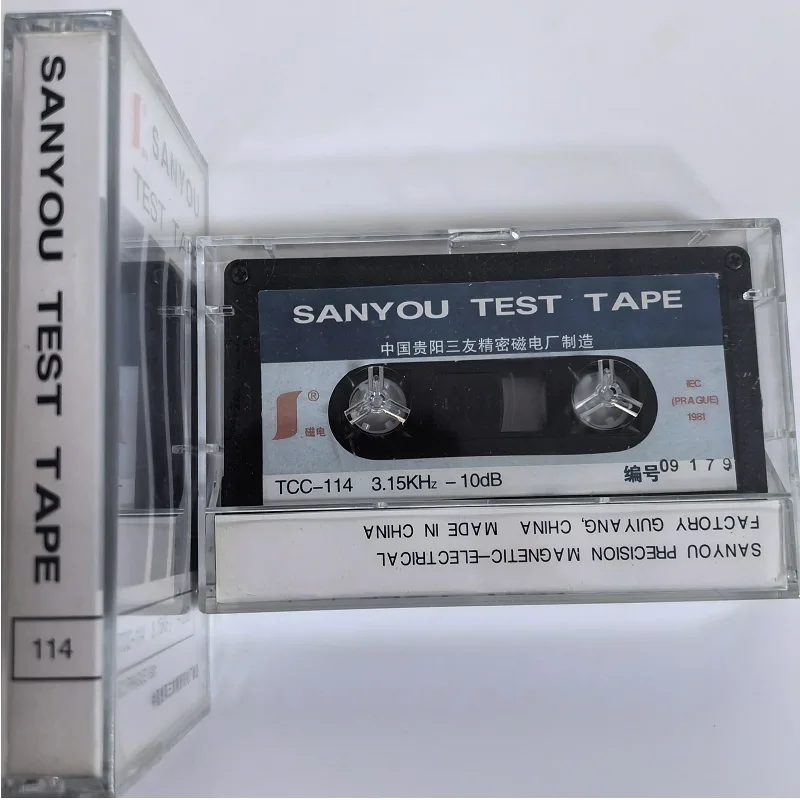 SANYOU TEST TAPE
114
SANYOU
TEST TAP
SANYOU TEST TAPE
中国贵阳三友精密磁电厂制造
®
磁电
IEC
(PRAGUE)
1981
TCC-114 3.15KHz -10dB
编号09179
SANYOU PRECISION MAGNETIC-ELECTRICAL
FACTORY GUIYANG, CHINA MADE IN CHINA